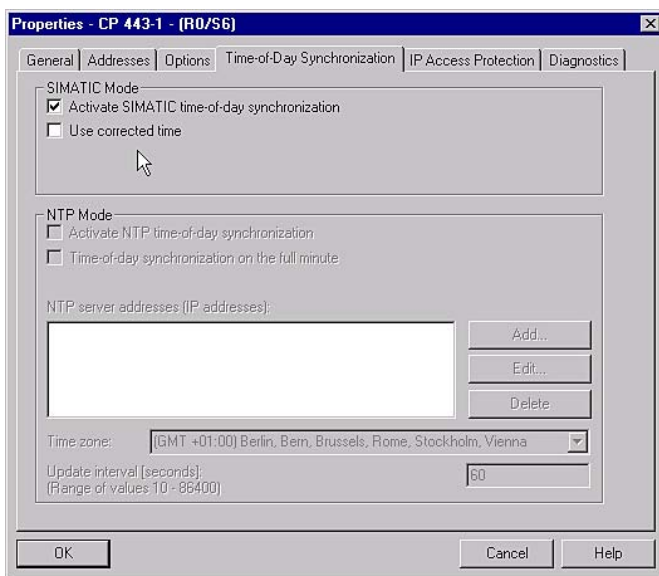 Properties - CP 443-1 - (R0/S6)
General Addresses Options Time-of-Day Synchronization IP Access Protection Diagnostics
SIMATIC Mode
Activate SIMATIC time-of-day synchronization
Use corrected time
NTP Mode
Activate NTP time-of-day synchronization
Time-of-day synchronization on the full minute
NTP server addresses (IP addresses):
Add...
Edit...
Delete
Time zone: (GMT +01:00) Berlin, Bern, Brussels, Rome, Stockholm, Vienna
Update interval [seconds]: 60
(Range of values 10 - 86400)
OK Cancel Help